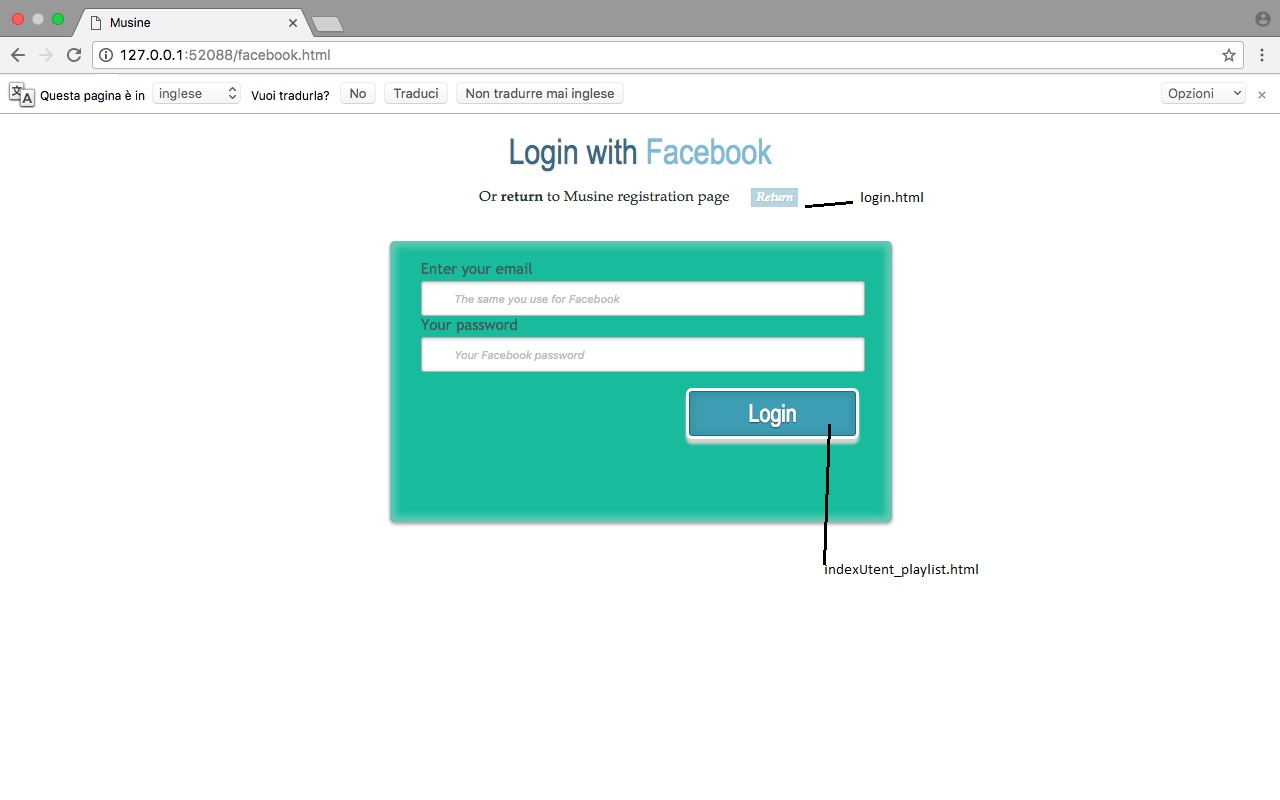 Musine
127.0.0.1:52088/facebook.html
Questa pagina è in inglese Vuoi tradurla? No Traduci Non tradurre mai inglese Opzioni
Login with Facebook
Or return to Musine registration page Return login.html
Enter your email
The same you use for Facebook
Your password
Your Facebook password
Login
indexUtent_playlist.html